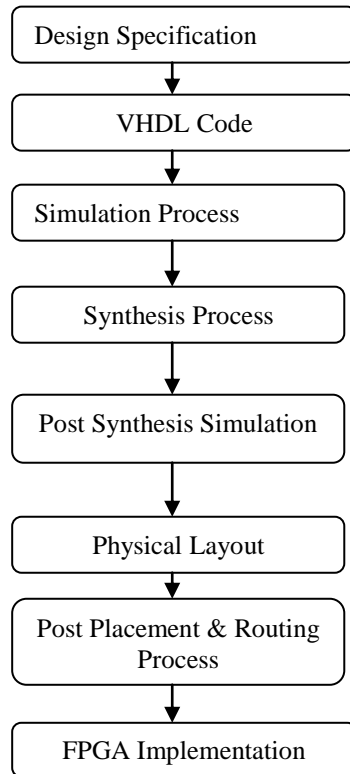 Design Specification
VHDL Code
Simulation Process
Synthesis Process
Post Synthesis Simulation
Physical Layout
Post Placement & Routing
Process
FPGA Implementation